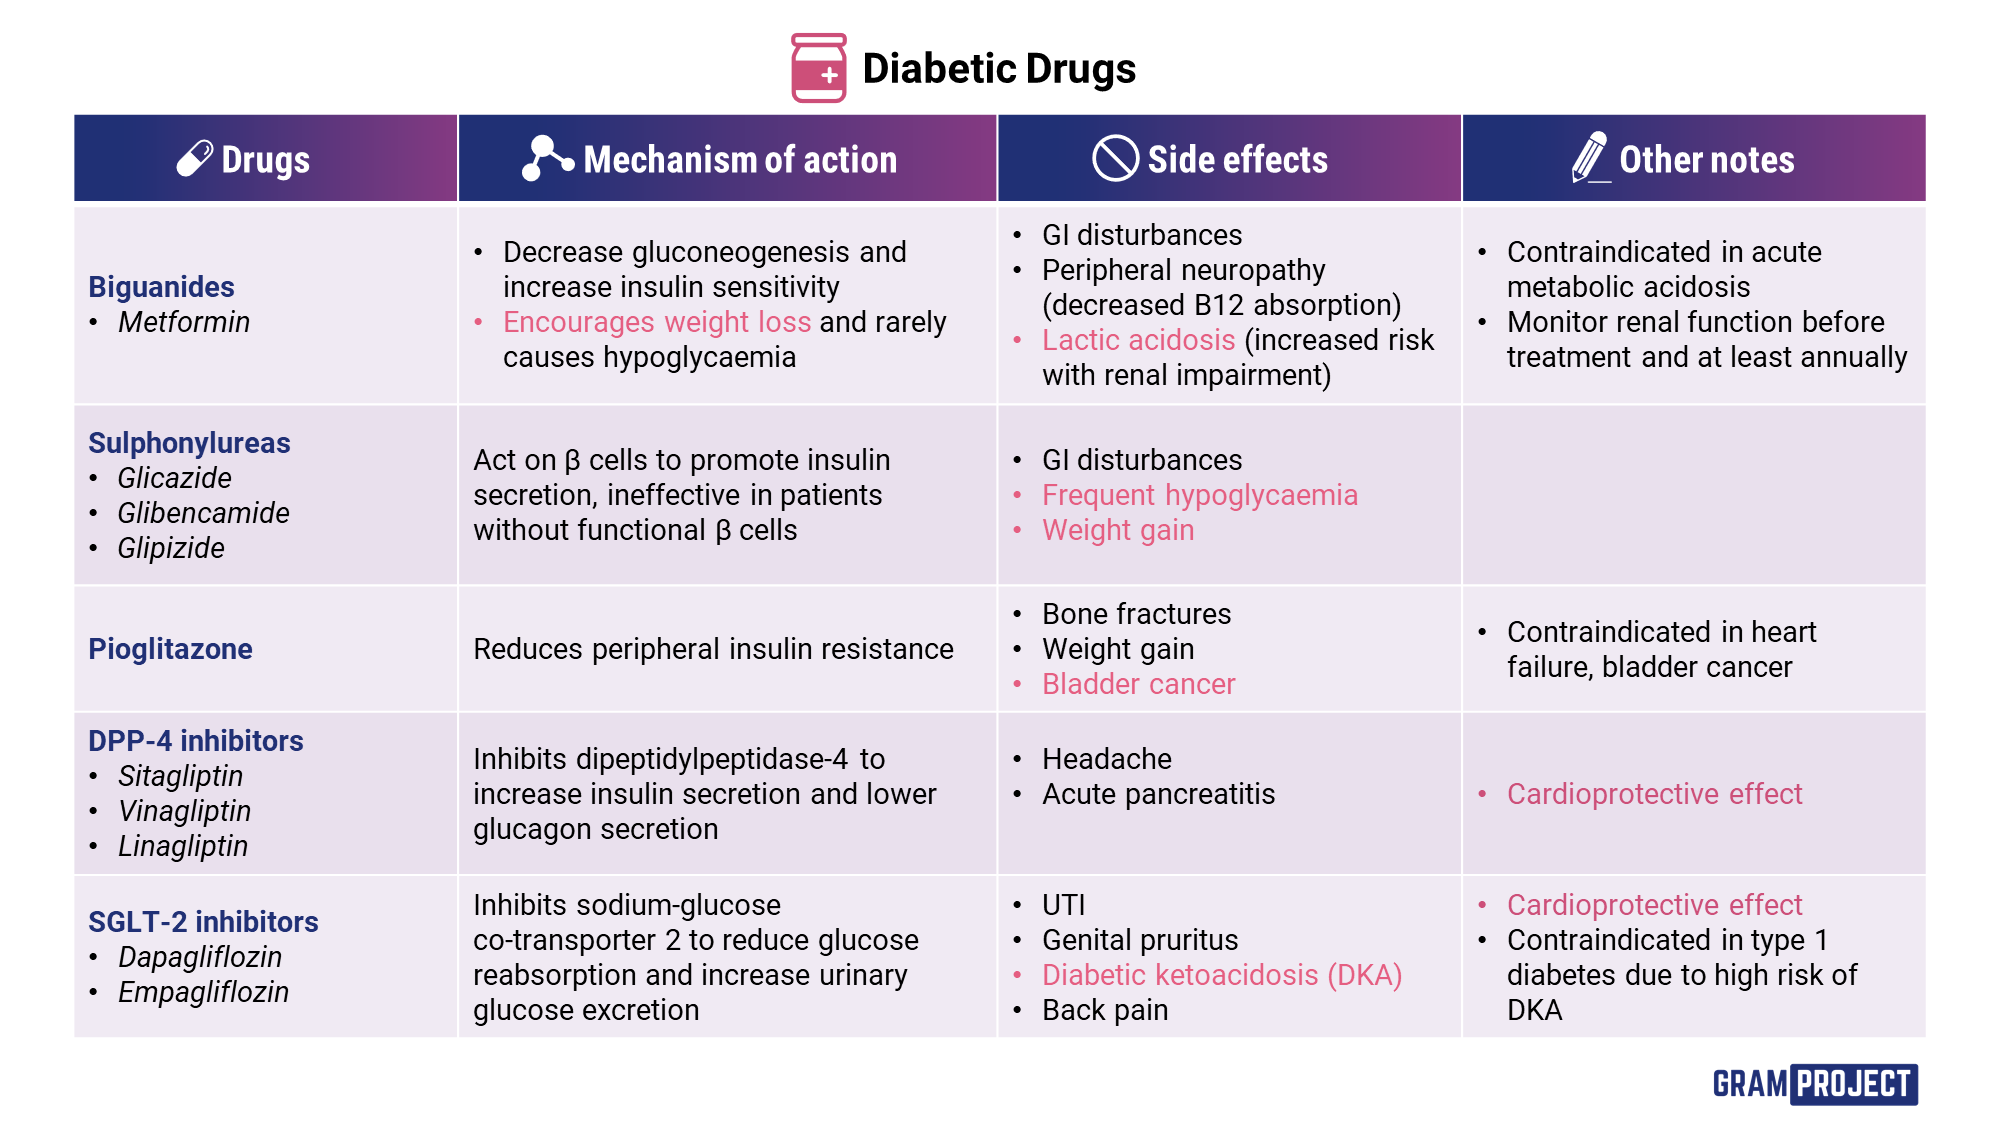 Diabetic Drugs
Drugs
Mechanism of action
Side effects
Other notes
Biguanides
• Metformin
• Decrease gluconeogenesis and
increase insulin sensitivity
• Encourages weight loss and rarely
causes hypoglycaemia
• GI disturbances
• Peripheral neuropathy
(decreased B12 absorption)
• Lactic acidosis (increased risk
with renal impairment)
• Contraindicated in acute
metabolic acidosis
• Monitor renal function before
treatment and at least annually
Sulphonylureas
• Glicazide
• Glibencamide
• Glipizide
Act on β cells to promote insulin
secretion, ineffective in patients
without functional β cells
• GI disturbances
• Frequent hypoglycaemia
• Weight gain
Pioglitazone
Reduces peripheral insulin resistance
• Bone fractures
• Weight gain
• Bladder cancer
• Contraindicated in heart
failure, bladder cancer
DPP-4 inhibitors
• Sitagliptin
• Vinagliptin
• Linagliptin
Inhibits dipeptidylpeptidase-4 to
increase insulin secretion and lower
glucagon secretion
• Headache
• Acute pancreatitis
• Cardioprotective effect
SGLT-2 inhibitors
• Dapagliflozin
• Empagliflozin
Inhibits sodium-glucose
co-transporter 2 to reduce glucose
reabsorption and increase urinary
glucose excretion
• UTI
• Genital pruritus
• Diabetic ketoacidosis (DKA)
• Back pain
• Cardioprotective effect
• Contraindicated in type 1
diabetes due to high risk of
DKA
GRAM PROJECT